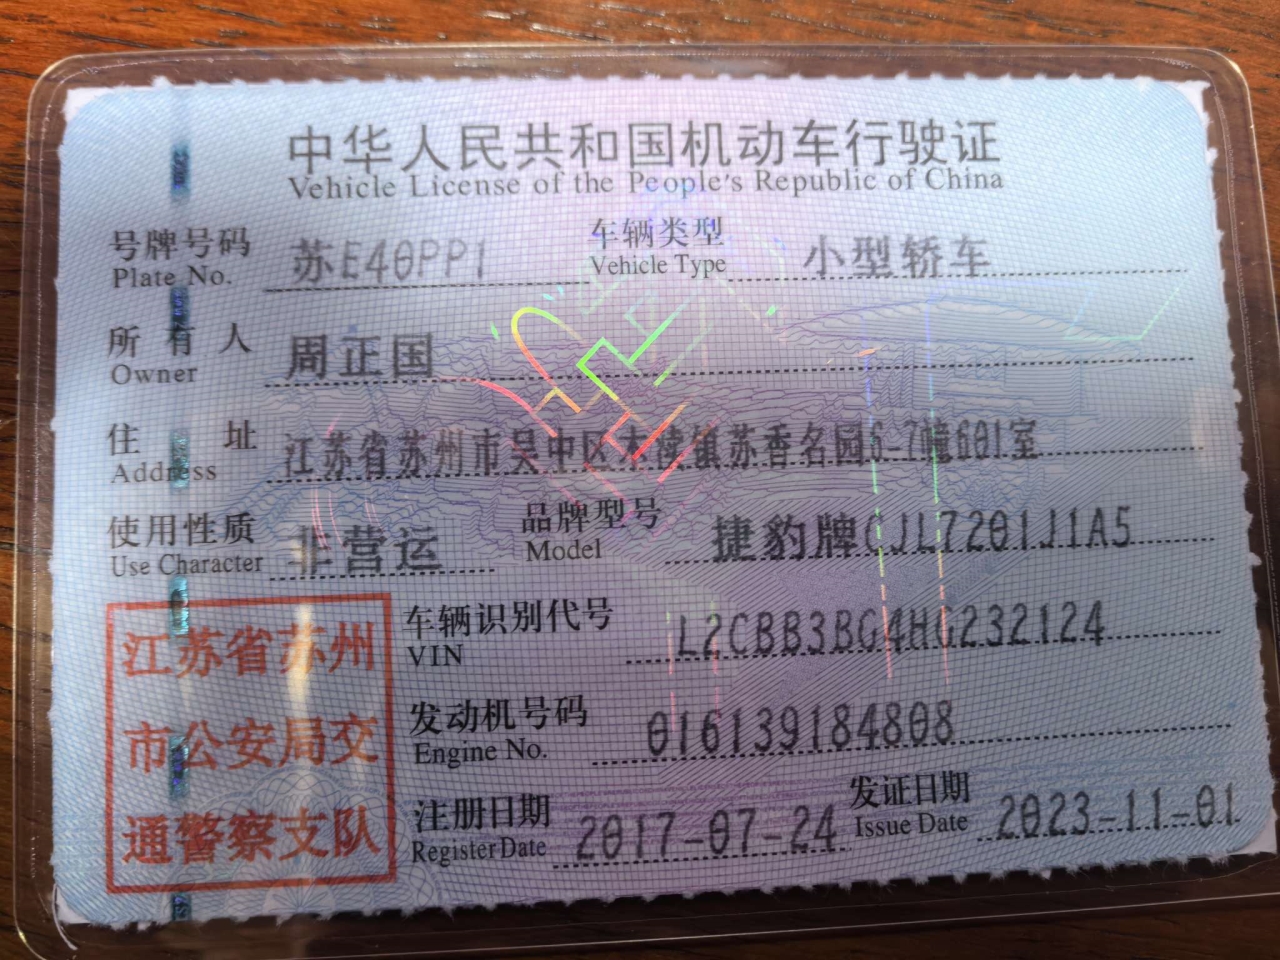 中华人民共和国机动车行驶证
Vehicle License of the People's Republic of China
号牌号码 苏E40PP1 车辆类型 小型轿车
Plate No. Vehicle Type
所有人 周正国
Owner
住址 江苏省苏州市吴中区木渎镇苏香名园6-7幢601室
Address
使用性质 非营运 品牌型号 捷豹牌CJL7201J1A5
Use Character Model
车辆识别代号 L2CBB3BG4HG232124
VIN
发动机号码 016139184808
Engine No.
注册日期 2017-07-24 发证日期 2023-11-01
Register Date Issue Date
江苏省苏州
市公安局交
通警察支队